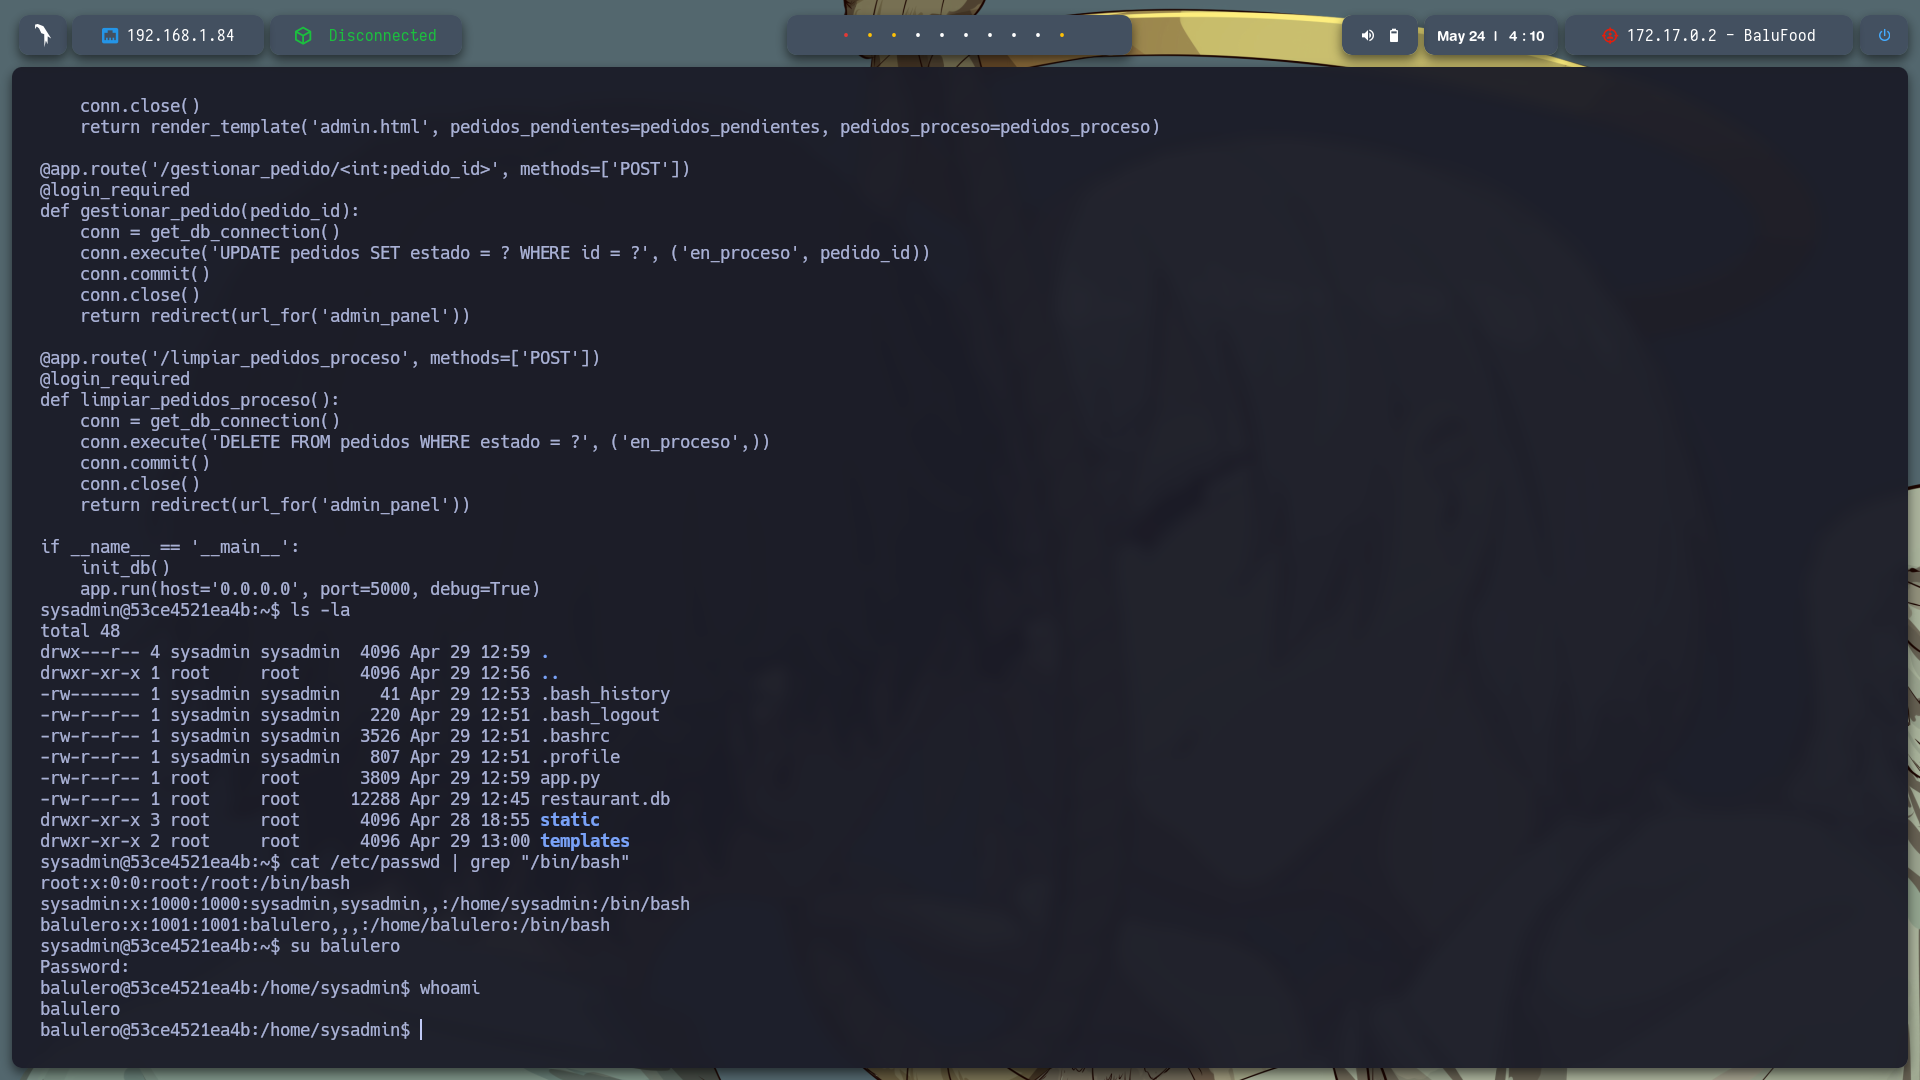 192.168.1.84
Disconnected
May 24 | 4 : 10
172.17.0.2 - BaluFood
    conn.close()
    return render_template('admin.html', pedidos_pendientes=pedidos_pendientes, pedidos_proceso=pedidos_proceso)

@app.route('/gestionar_pedido/<int:pedido_id>', methods=['POST'])
@login_required
def gestionar_pedido(pedido_id):
    conn = get_db_connection()
    conn.execute('UPDATE pedidos SET estado = ? WHERE id = ?', ('en_proceso', pedido_id))
    conn.commit()
    conn.close()
    return redirect(url_for('admin_panel'))

@app.route('/limpiar_pedidos_proceso', methods=['POST'])
@login_required
def limpiar_pedidos_proceso():
    conn = get_db_connection()
    conn.execute('DELETE FROM pedidos WHERE estado = ?', ('en_proceso',))
    conn.commit()
    conn.close()
    return redirect(url_for('admin_panel'))

if __name__ == '__main__':
    init_db()
    app.run(host='0.0.0.0', port=5000, debug=True)
sysadmin@53ce4521ea4b:~$ ls -la
total 48
drwx---r-- 4 sysadmin sysadmin  4096 Apr 29 12:59 .
drwxr-xr-x 1 root     root      4096 Apr 29 12:56 ..
-rw------- 1 sysadmin sysadmin    41 Apr 29 12:53 .bash_history
-rw-r--r-- 1 sysadmin sysadmin   220 Apr 29 12:51 .bash_logout
-rw-r--r-- 1 sysadmin sysadmin  3526 Apr 29 12:51 .bashrc
-rw-r--r-- 1 sysadmin sysadmin   807 Apr 29 12:51 .profile
-rw-r--r-- 1 root     root      3809 Apr 29 12:59 app.py
-rw-r--r-- 1 root     root     12288 Apr 29 12:45 restaurant.db
drwxr-xr-x 3 root     root      4096 Apr 28 18:55 static
drwxr-xr-x 2 root     root      4096 Apr 29 13:00 templates
sysadmin@53ce4521ea4b:~$ cat /etc/passwd | grep "/bin/bash"
root:x:0:0:root:/root:/bin/bash
sysadmin:x:1000:1000:sysadmin,sysadmin,,:/home/sysadmin:/bin/bash
balulero:x:1001:1001:balulero,,,:/home/balulero:/bin/bash
sysadmin@53ce4521ea4b:~$ su balulero
Password:
balulero@53ce4521ea4b:/home/sysadmin$ whoami
balulero
balulero@53ce4521ea4b:/home/sysadmin$